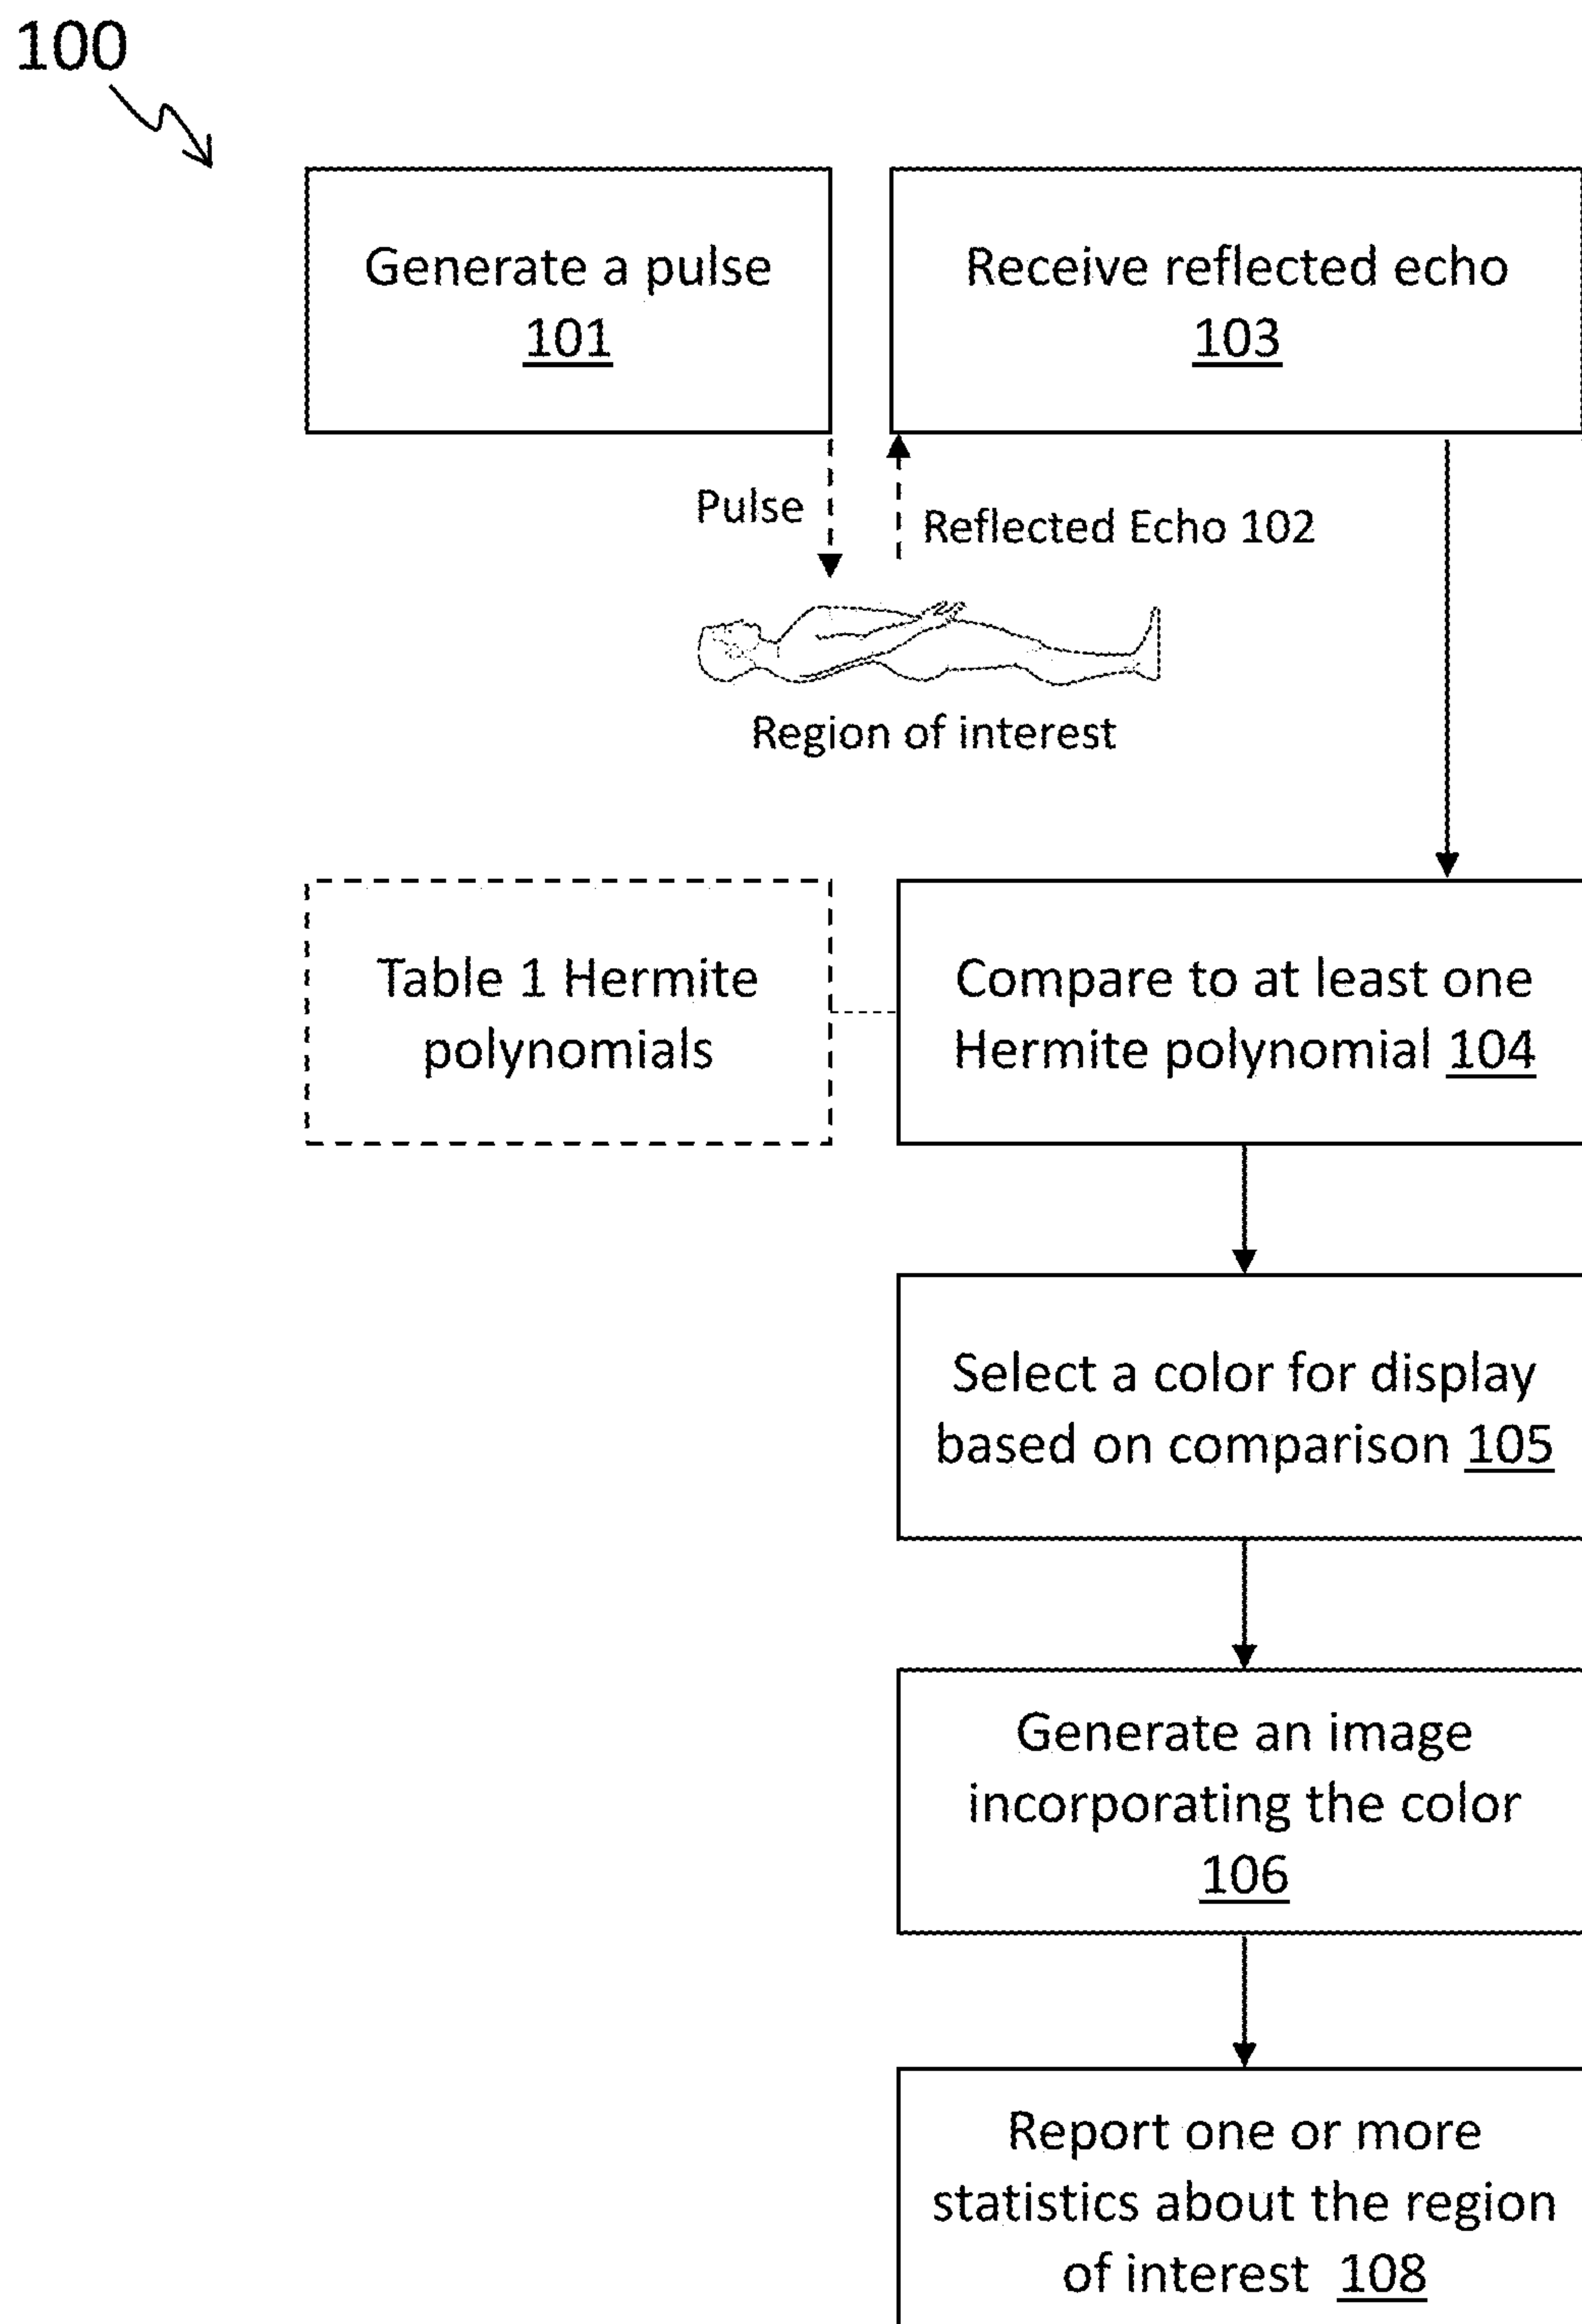 100
Generate a pulse
101
Receive reflected echo
103
Pulse
Reflected Echo 102
Region of interest
Table 1 Hermite
polynomials
Compare to at least one
Hermite polynomial 104
Select a color for display
based on comparison 105
Generate an image
incorporating the color
106
Report one or more
statistics about the region
of interest 108